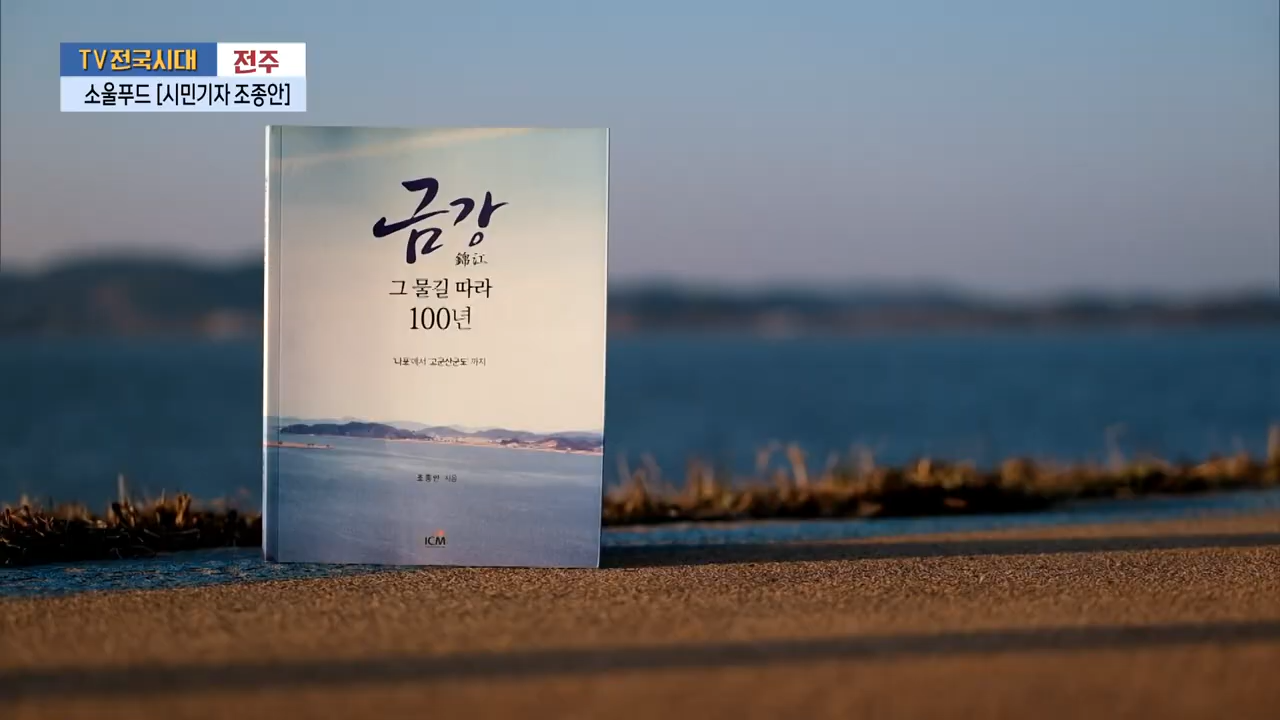 TV전국시대 전주
소울푸드 [시민기자 조종안]
금강
錦江
그 물길 따라
100년
'나포'에서 '고군산군도' 까지
조종안 지음
ICM